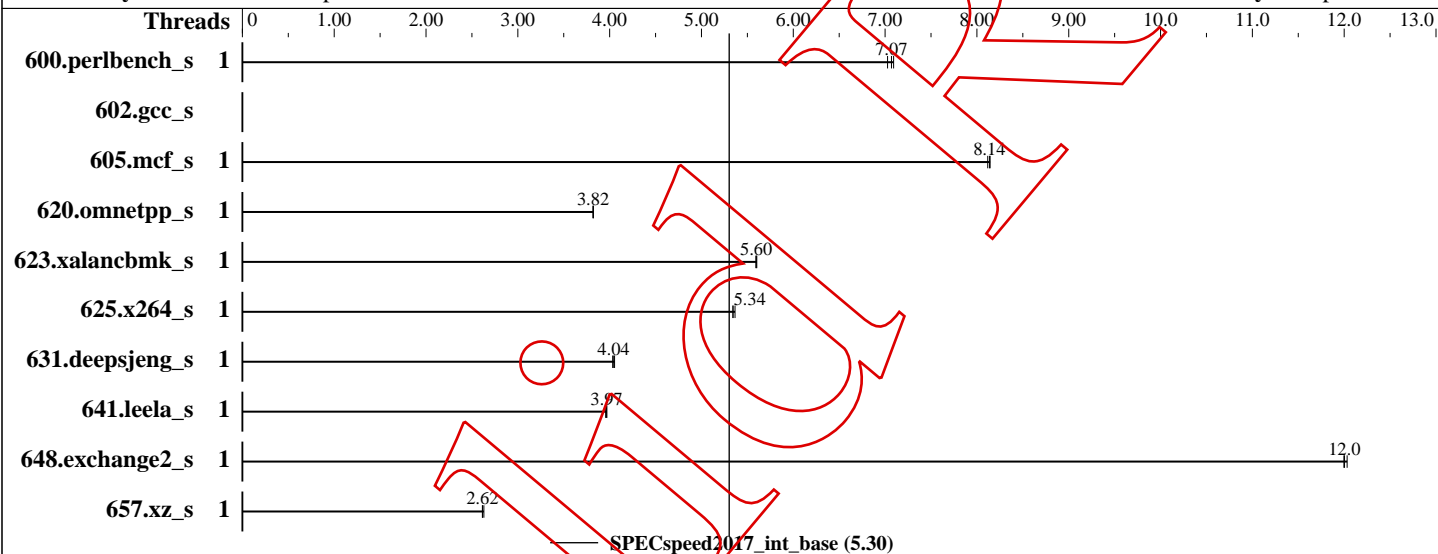 Threads 0 1.00 2.00 3.00 4.00 5.00 6.00 7.00 8.00 9.00 10.0 11.0 12.0 13.0
600.perlbench_s 1 7.07
602.gcc_s
605.mcf_s 1 8.14
620.omnetpp_s 1 3.82
623.xalancbmk_s 1 5.60
625.x264_s 1 5.34
631.deepsjeng_s 1 4.04
641.leela_s 1 3.97
648.exchange2_s 1 12.0
657.xz_s 1 2.62
SPECspeed2017_int_base (5.30)